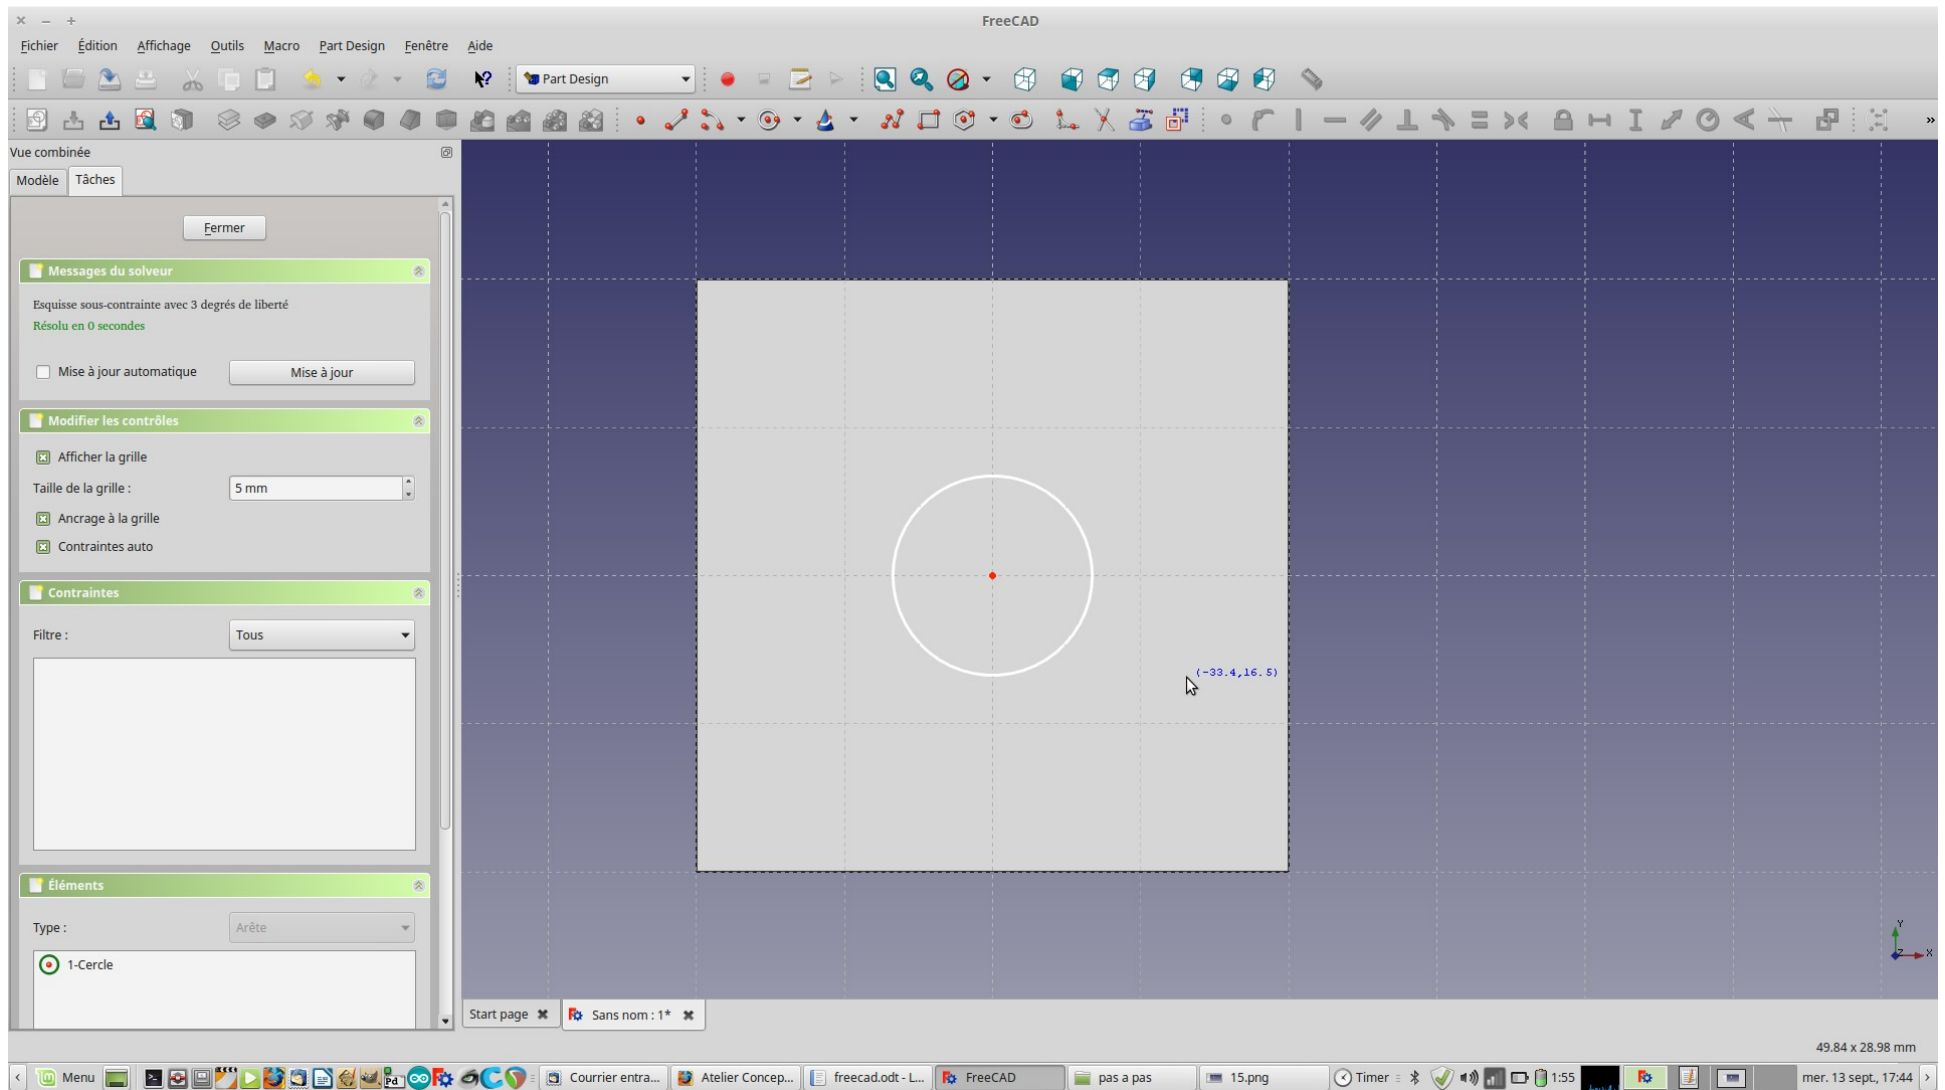 FreeCAD
Fichier Édition Affichage Outils Macro Part Design Fenêtre Aide
Part Design
»
Vue combinée
Modèle Tâches
Fermer
Messages du solveur
Esquisse sous-contrainte avec 3 degrés de liberté
Résolu en 0 secondes
Mise à jour automatique Mise à jour
Modifier les contrôles
Afficher la grille
Taille de la grille : 5 mm
Ancrage à la grille
Contraintes auto
Contraintes
Filtre : Tous
(-33.4,16.5)
Éléments
Type : Arête
1-Cercle
Y
Z X
Start page Sans nom : 1*
49.84 x 28.98 mm
Menu Courrier entra... Atelier Concep... freecad.odt - L... FreeCAD pas a pas 15.png Timer 1:55 mer. 13 sept., 17:44